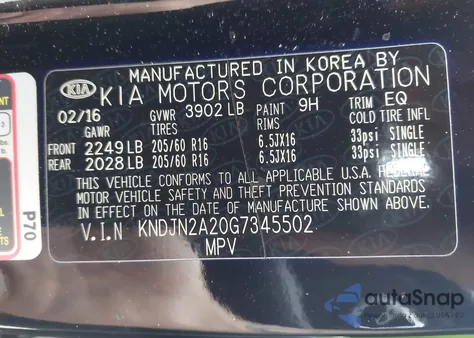 MANUFACTURED IN KOREA BY
KIA KIA MOTORS CORPORATION
02/16 GVWR 3902 LB PAINT 9H TRIM EQ
GAWR TIRES RIMS COLD TIRE INFL
FRONT 2249 LB 205/60 R16 6.5JX16 33psi SINGLE
REAR 2028 LB 205/60 R16 6.5JX16 33psi SINGLE
THIS VEHICLE CONFORMS TO ALL APPLICABLE U.S.A. FEDERAL
MOTOR VEHICLE SAFETY AND THEFT PREVENTION STANDARDS
IN EFFECT ON THE DATE OF MANUFACTURE SHOWN ABOVE.
V.I.N KNDJN2A20G7345502
MPV
P70
autoSnap